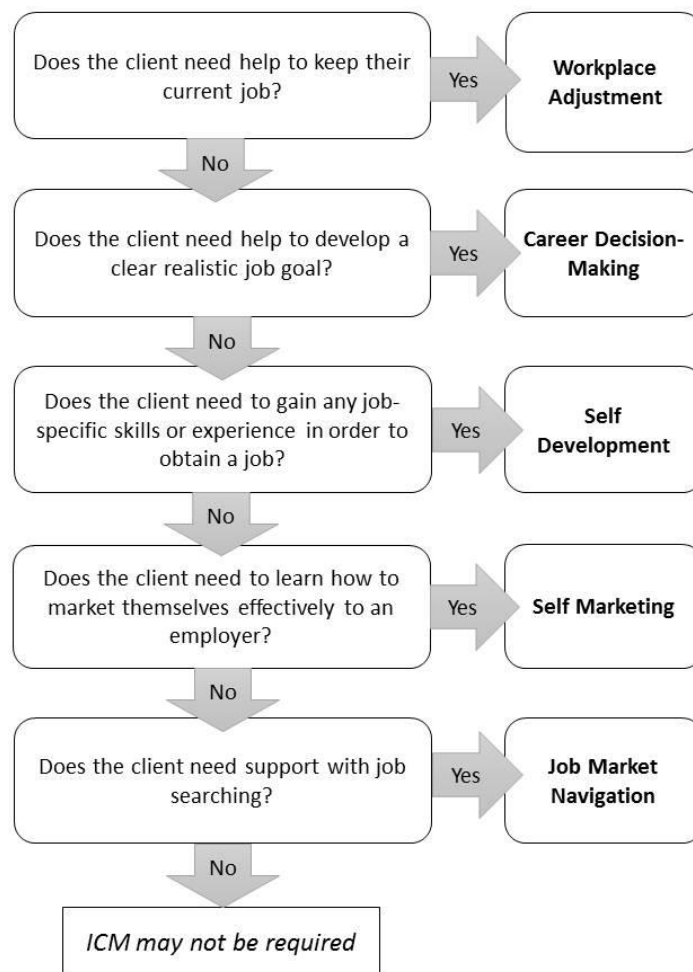 Does the client need help to keep their
current job?
Yes
Workplace
Adjustment
No
Does the client need help to develop a
clear realistic job goal?
Yes
Career Decision-
Making
No
Does the client need to gain any job-
specific skills or experience in order to
obtain a job?
Yes
Self
Development
No
Does the client need to learn how to
market themselves effectively to an
employer?
Yes
Self Marketing
No
Does the client need support with job
searching?
Yes
Job Market
Navigation
No
ICM may not be required